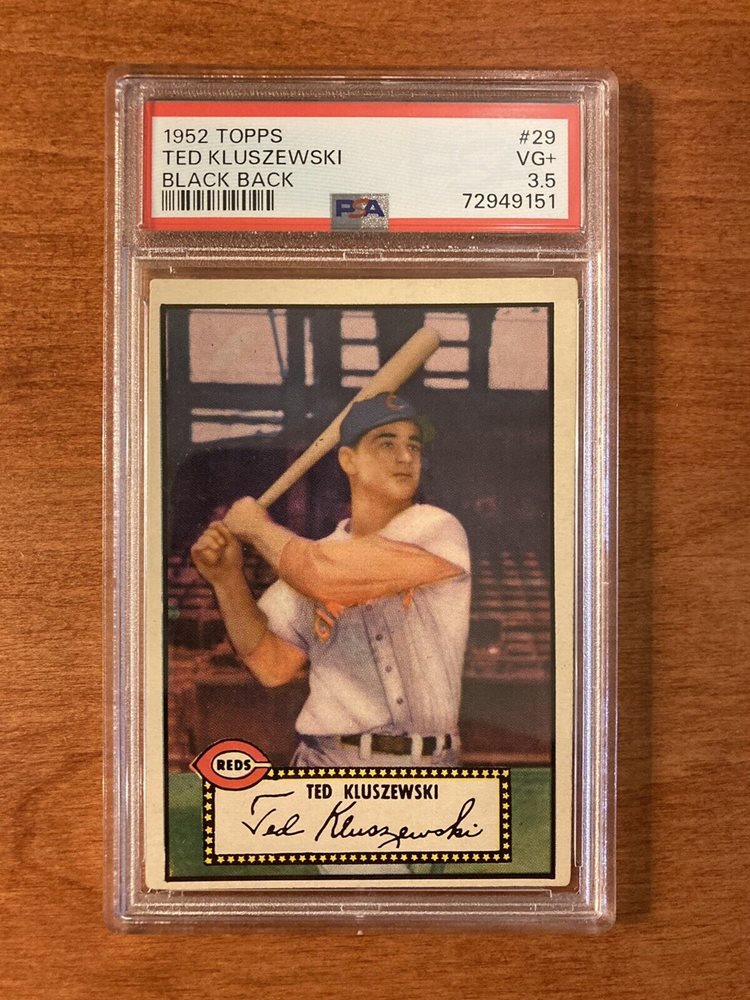 1952 TOPPS #29
TED KLUSZEWSKI VG+
BLACK BACK 3.5
PSA 72949151
C
REDS
TED KLUSZEWSKI
Ted Kluszewski